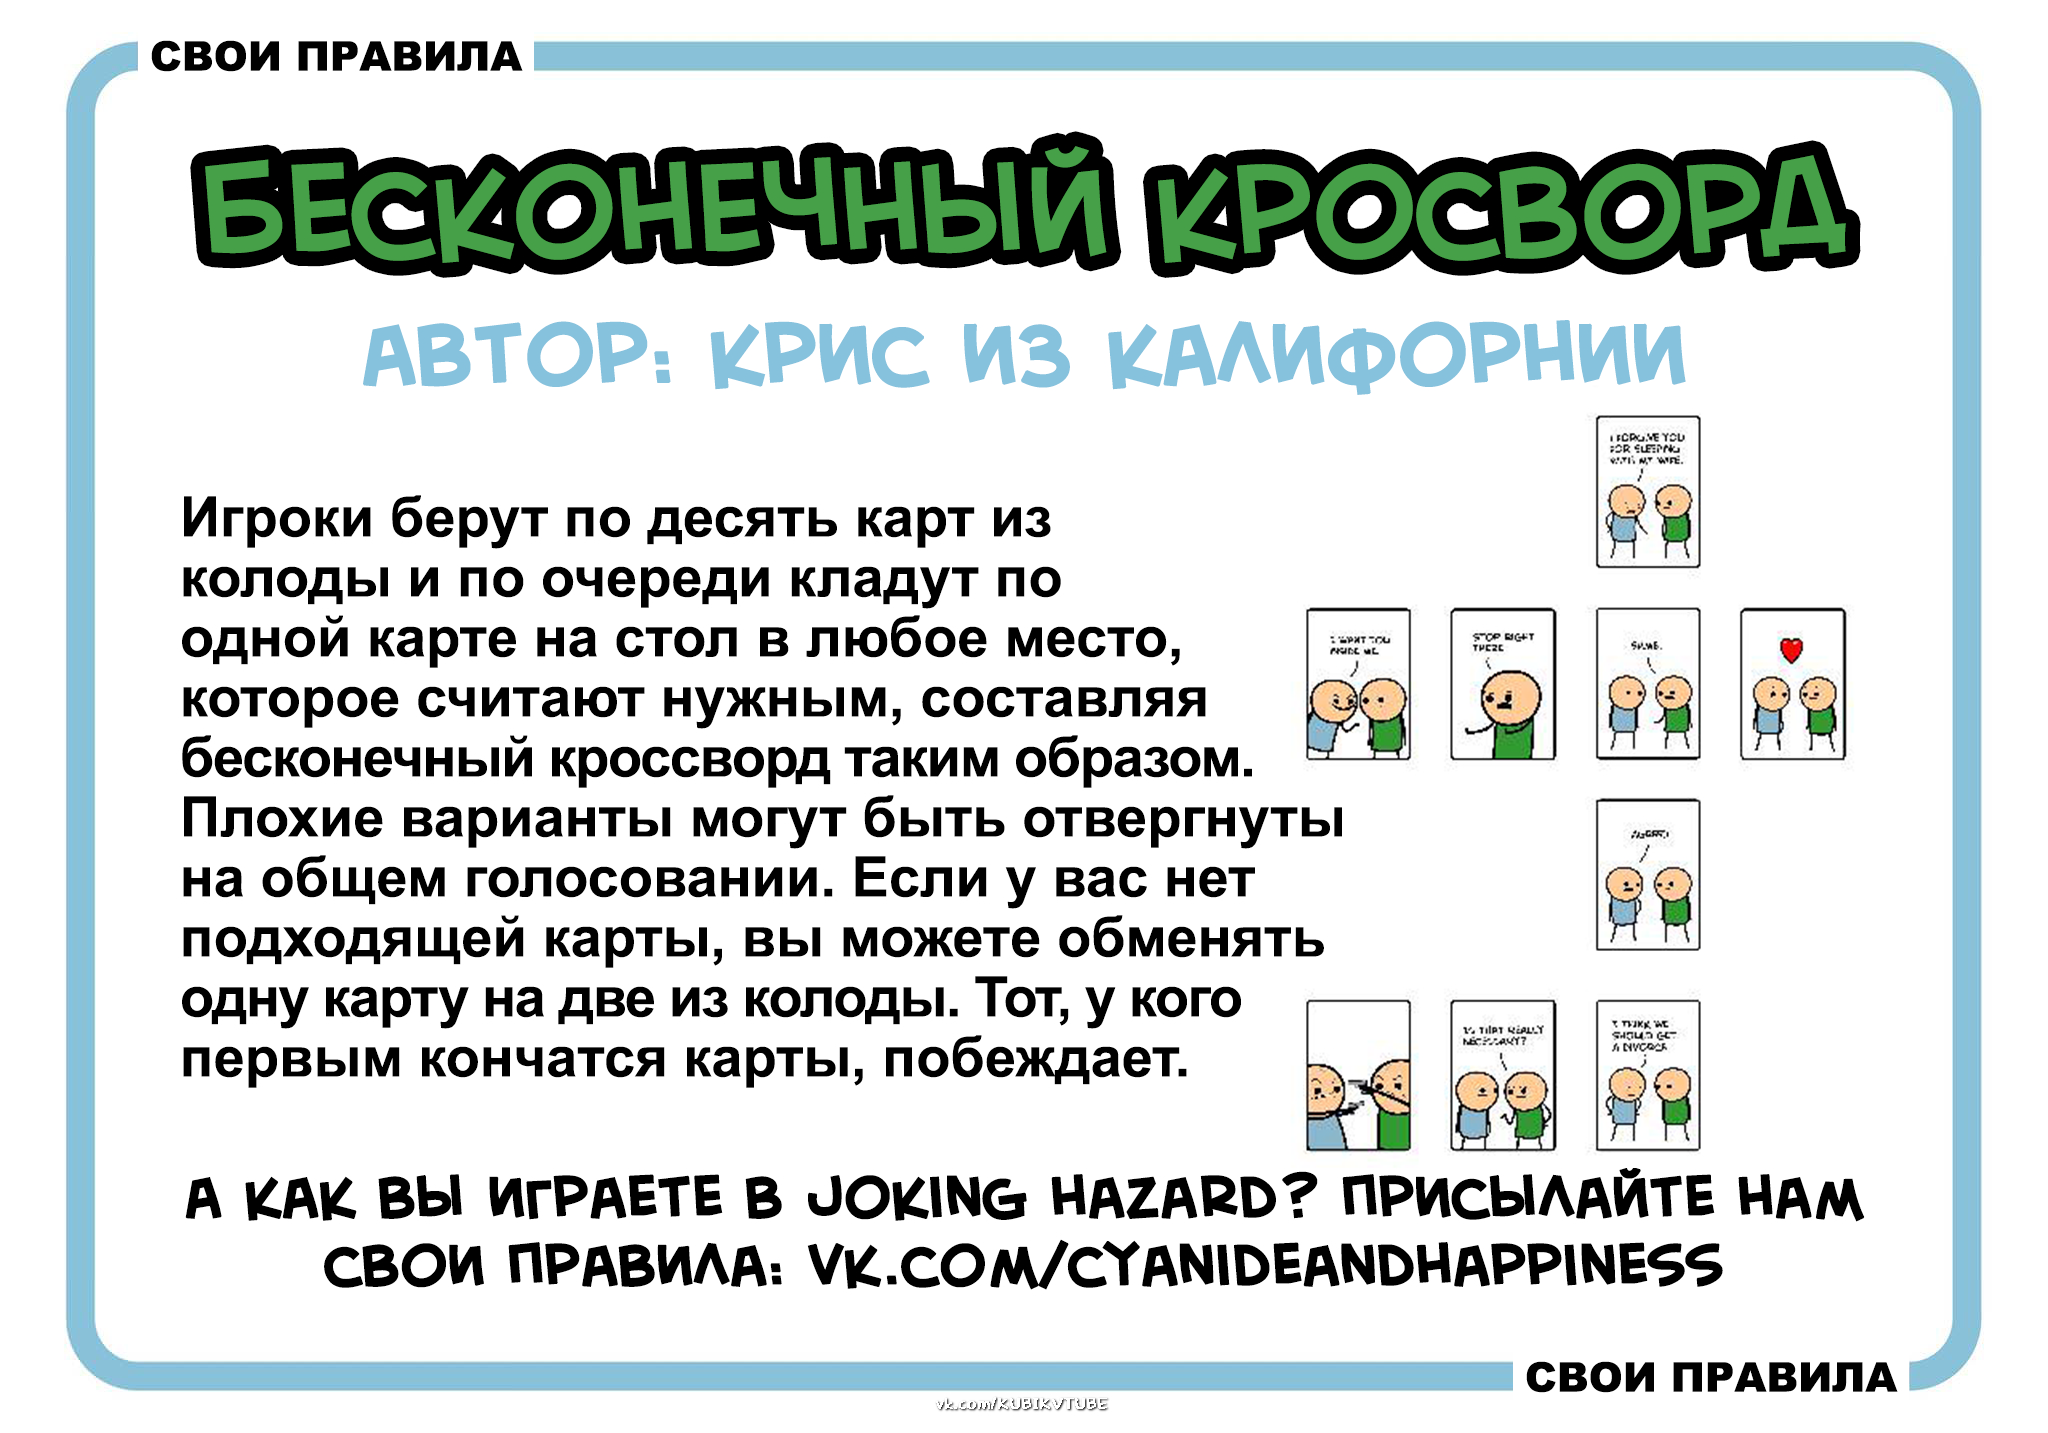 СВОИ ПРАВИЛА
БЕСКОНЕЧНЫЙ КРОСВОРД
АВТОР: КРИС ИЗ КАЛИФОРНИИ
Игроки берут по десять карт из
колоды и по очереди кладут по
одной карте на стол в любое место,
которое считают нужным, составляя
бесконечный кроссворд таким образом.
Плохие варианты могут быть отвергнуты
на общем голосовании. Если у вас нет
подходящей карты, вы можете обменять
одну карту на две из колоды. Тот, у кого
первым кончатся карты, побеждает.
I FORGIVE YOU
FOR SLEEPING
WITH MY WIFE.
I WANT YOU
INSIDE ME.
STOP RIGHT
THERE
SAME.
IS THAT REALLY
NECESSARY?
I THINK WE
SHOULD GET
A DIVORCE
А КАК ВЫ ИГРАЕТЕ В JOKING HAZARD? ПРИСЫЛАЙТЕ НАМ
СВОИ ПРАВИЛА: VK.COM/CYANIDEANDHAPPINESS
СВОИ ПРАВИЛА
vk.com/KUBIKVTUBE